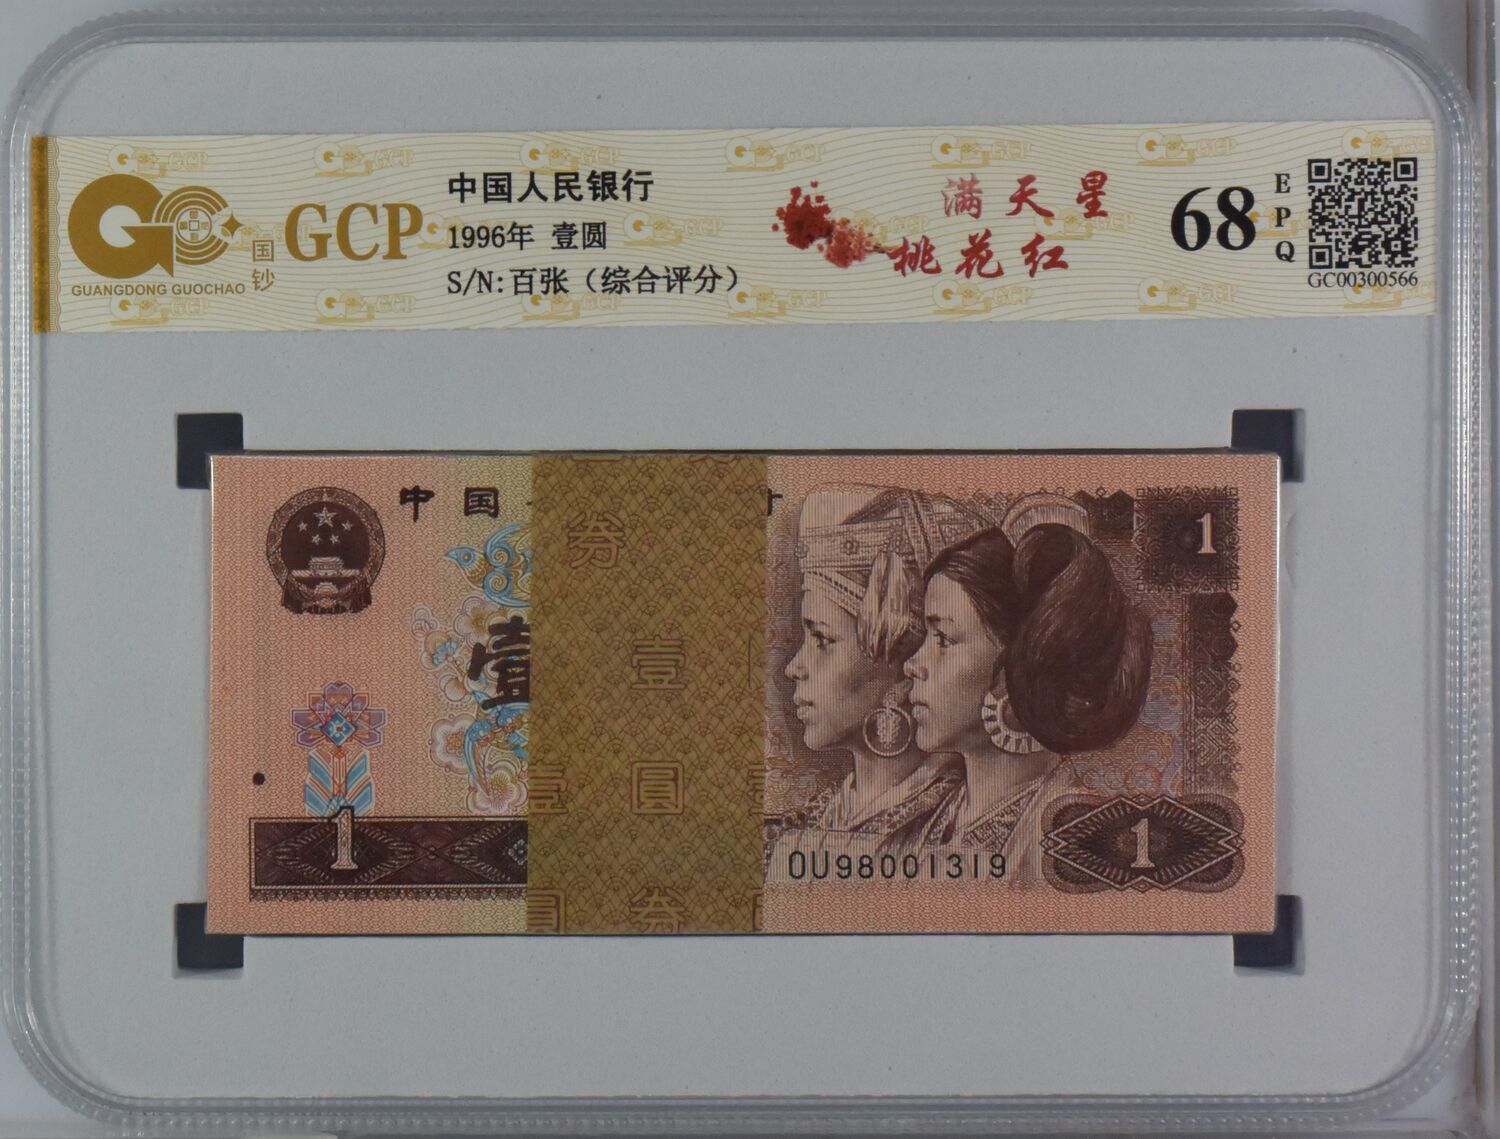 GCP
国钞
GUANGDONG GUOCHAO
中国人民银行
1996年 壹圆
S/N:百张（综合评分）
满天星
桃花红
68
EPQ
GC00300566
中国
壹
1
1
1
券
壹
圆
壹
圆
券
OU98001319